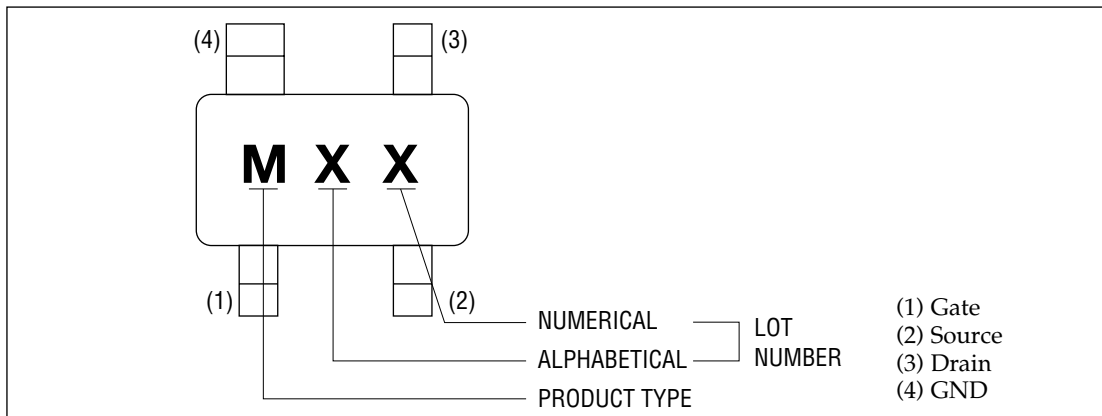 (4) (3)
M X X
(1) (2)
NUMERICAL
ALPHABETICAL
PRODUCT TYPE
LOT
NUMBER
(1) Gate
(2) Source
(3) Drain
(4) GND